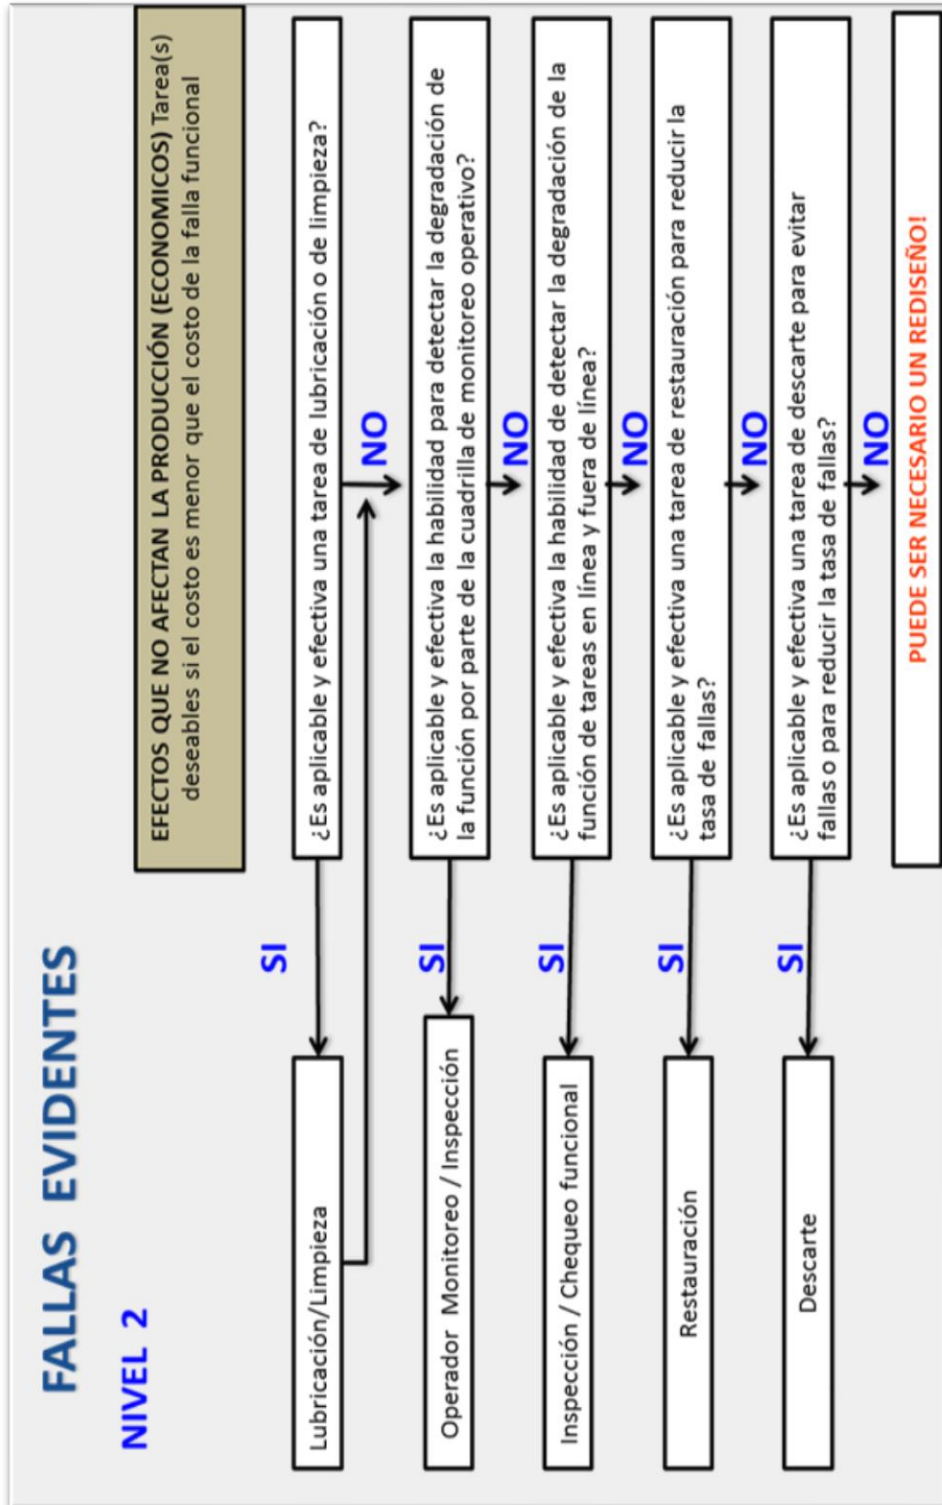 FALLAS EVIDENTES
NIVEL 2
EFECTOS QUE NO AFECTAN LA PRODUCCIÓN (ECONOMICOS) Tarea(s)
deseables si el costo es menor que el costo de la falla funcional
SI
¿Es aplicable y efectiva una tarea de lubricación o de limpieza?
Lubricación/Limpieza
NO
¿Es aplicable y efectiva la habilidad para detectar la degradación de
la función por parte de la cuadrilla de monitoreo operativo?
SI
Operador Monitoreo / Inspección
NO
¿Es aplicable y efectiva la habilidad de detectar la degradación de la
función de tareas en línea y fuera de línea?
SI
Inspección / Chequeo funcional
NO
¿Es aplicable y efectiva una tarea de restauración para reducir la
tasa de fallas?
SI
Restauración
NO
¿Es aplicable y efectiva una tarea de descarte para evitar
fallas o para reducir la tasa de fallas?
SI
Descarte
NO
PUEDE SER NECESARIO UN REDISEÑO!